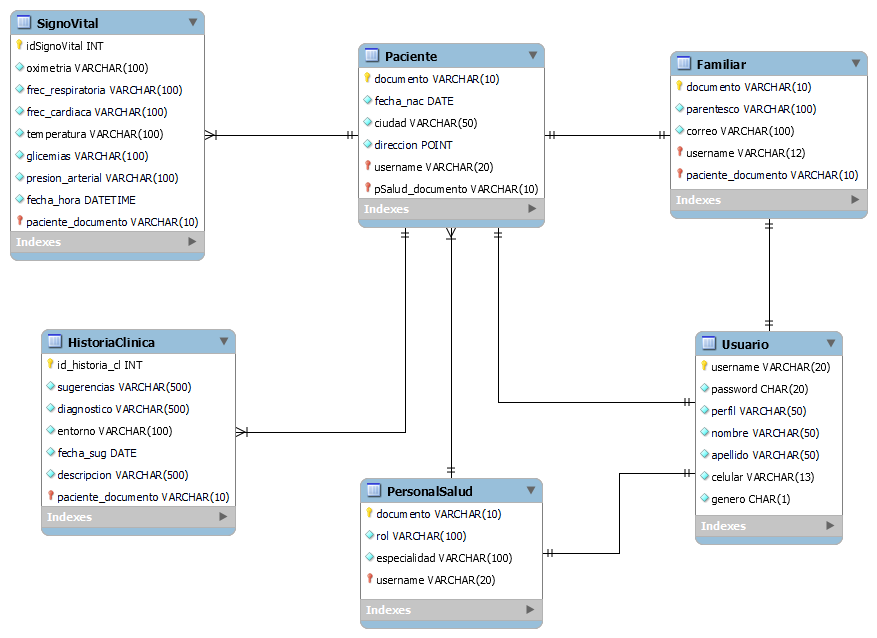 SignoVital
idSignoVital INT
oximetria VARCHAR(100)
frec_respiratoria VARCHAR(100)
frec_cardiaca VARCHAR(100)
temperatura VARCHAR(100)
glicemias VARCHAR(100)
presion_arterial VARCHAR(100)
fecha_hora DATETIME
paciente_documento VARCHAR(10)
Indexes
Paciente
documento VARCHAR(10)
fecha_nac DATE
ciudad VARCHAR(50)
direccion POINT
username VARCHAR(20)
pSalud_documento VARCHAR(10)
Indexes
Familiar
documento VARCHAR(10)
parentesco VARCHAR(100)
correo VARCHAR(100)
username VARCHAR(12)
paciente_documento VARCHAR(10)
Indexes
HistoriaClinica
id_historia_cl INT
sugerencias VARCHAR(500)
diagnostico VARCHAR(500)
entorno VARCHAR(100)
fecha_sug DATE
descripcion VARCHAR(500)
paciente_documento VARCHAR(10)
Indexes
PersonalSalud
documento VARCHAR(10)
rol VARCHAR(100)
especialidad VARCHAR(100)
username VARCHAR(20)
Indexes
Usuario
username VARCHAR(20)
password CHAR(20)
perfil VARCHAR(50)
nombre VARCHAR(50)
apellido VARCHAR(50)
celular VARCHAR(13)
genero CHAR(1)
Indexes